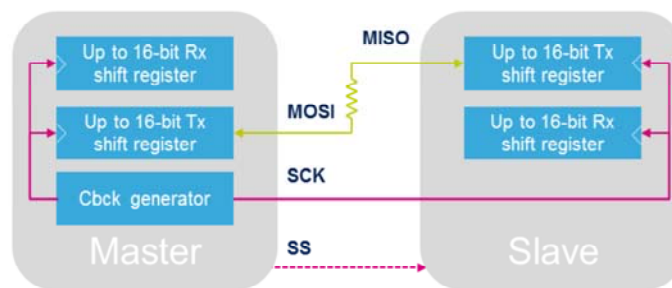 Up to 16-bit Rx
shift register
Up to 16-bit Tx
shift register
Cbck generator
Master
MISO
MOSI
SCK
SS
Up to 16-bit Tx
shift register
Up to 16-bit Rx
shift register
Slave